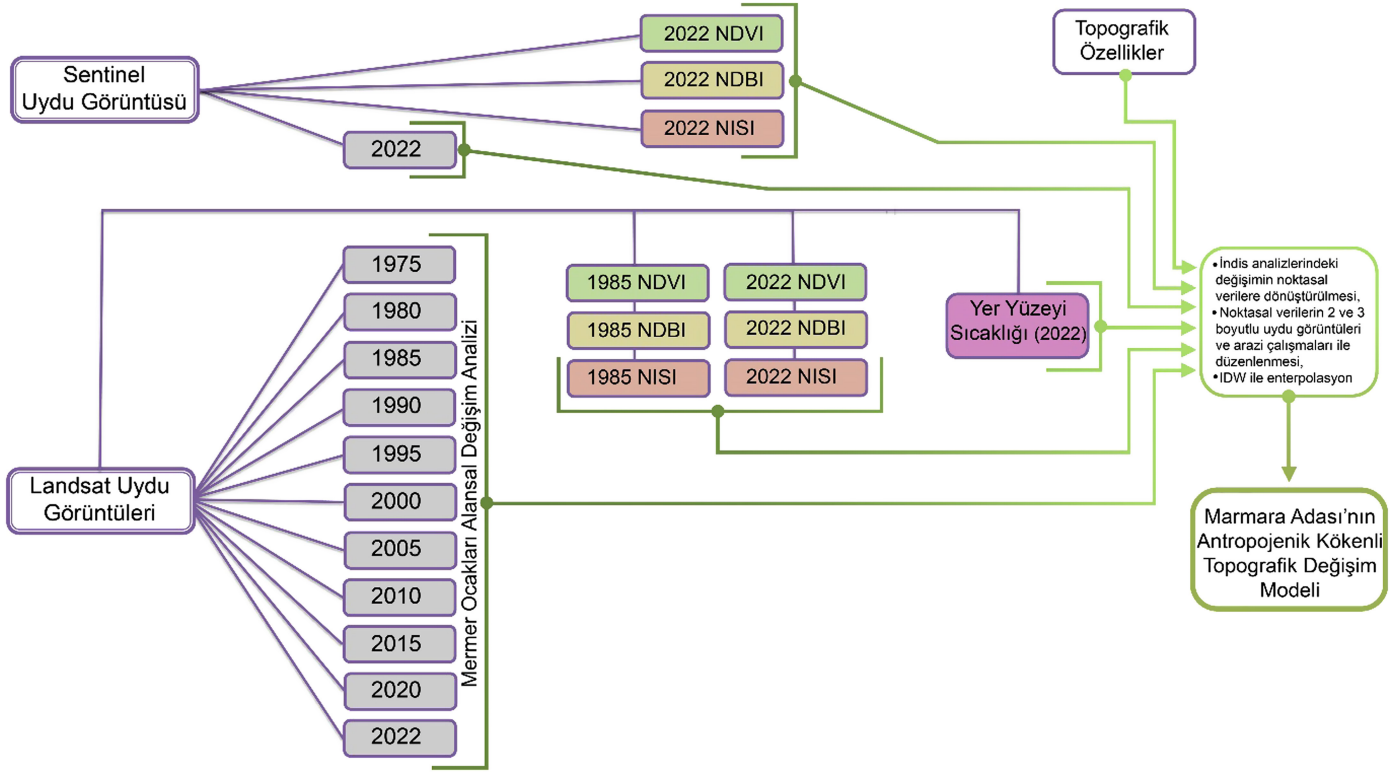 Sentinel
Uydu Görüntüsü
2022 NDVI
2022 NDBI
2022 NISI
2022
Topografik
Özellikler
Landsat Uydu
Görüntüleri
1975
1980
1985
1990
1995
2000
2005
2010
2015
2020
2022
Mermer Ocakları Alansal Değişim Analizi
1985 NDVI
1985 NDBI
1985 NISI
2022 NDVI
2022 NDBI
2022 NISI
Yer Yüzeyi
Sıcaklığı (2022)
• İndis analizlerindeki
değişimin noktasal
verilere dönüştürülmesi,
• Noktasal verilerin 2 ve 3
boyutlu uydu görüntüleri
ve arazi çalışmaları ile
düzenlenmesi,
• IDW ile enterpolasyon
Marmara Adası’nın
Antropojenik Kökenli
Topografik Değişim
Modeli